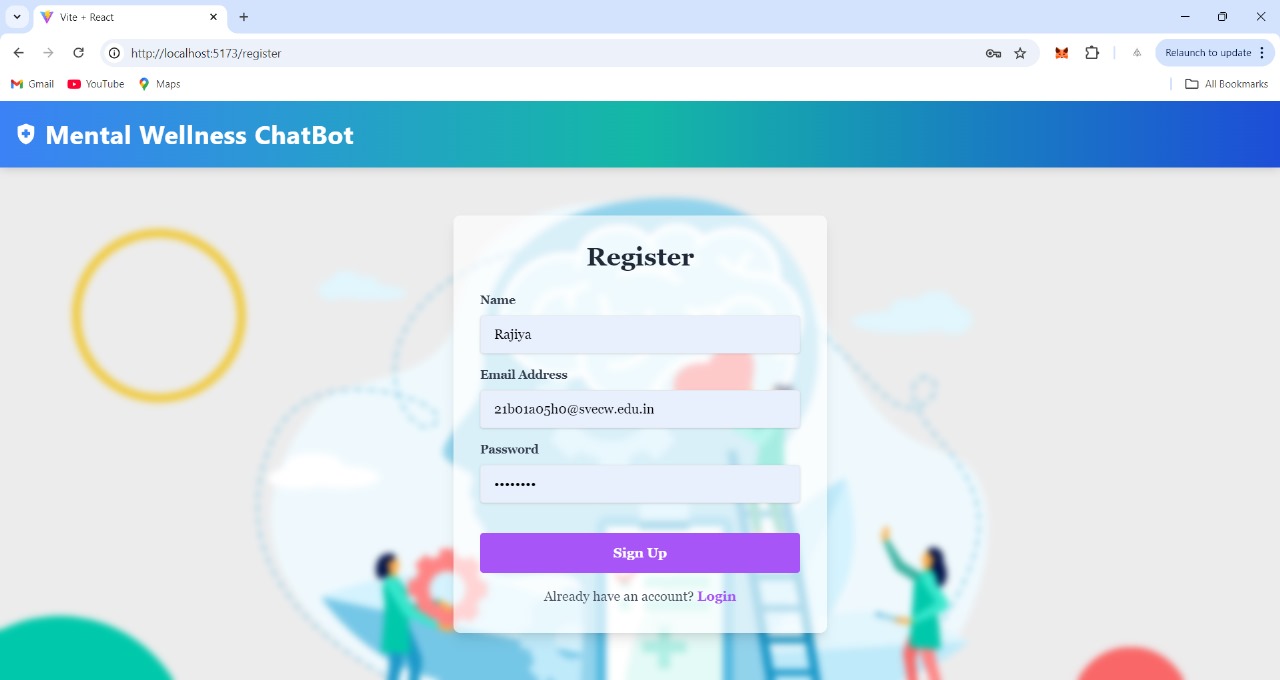 Vite + React
http://localhost:5173/register
Relaunch to update
Gmail
YouTube
Maps
All Bookmarks
Mental Wellness ChatBot
Register
Name
Rajiya
Email Address
21b01a05h0@svecw.edu.in
Password
••••••••
Sign Up
Already have an account? Login